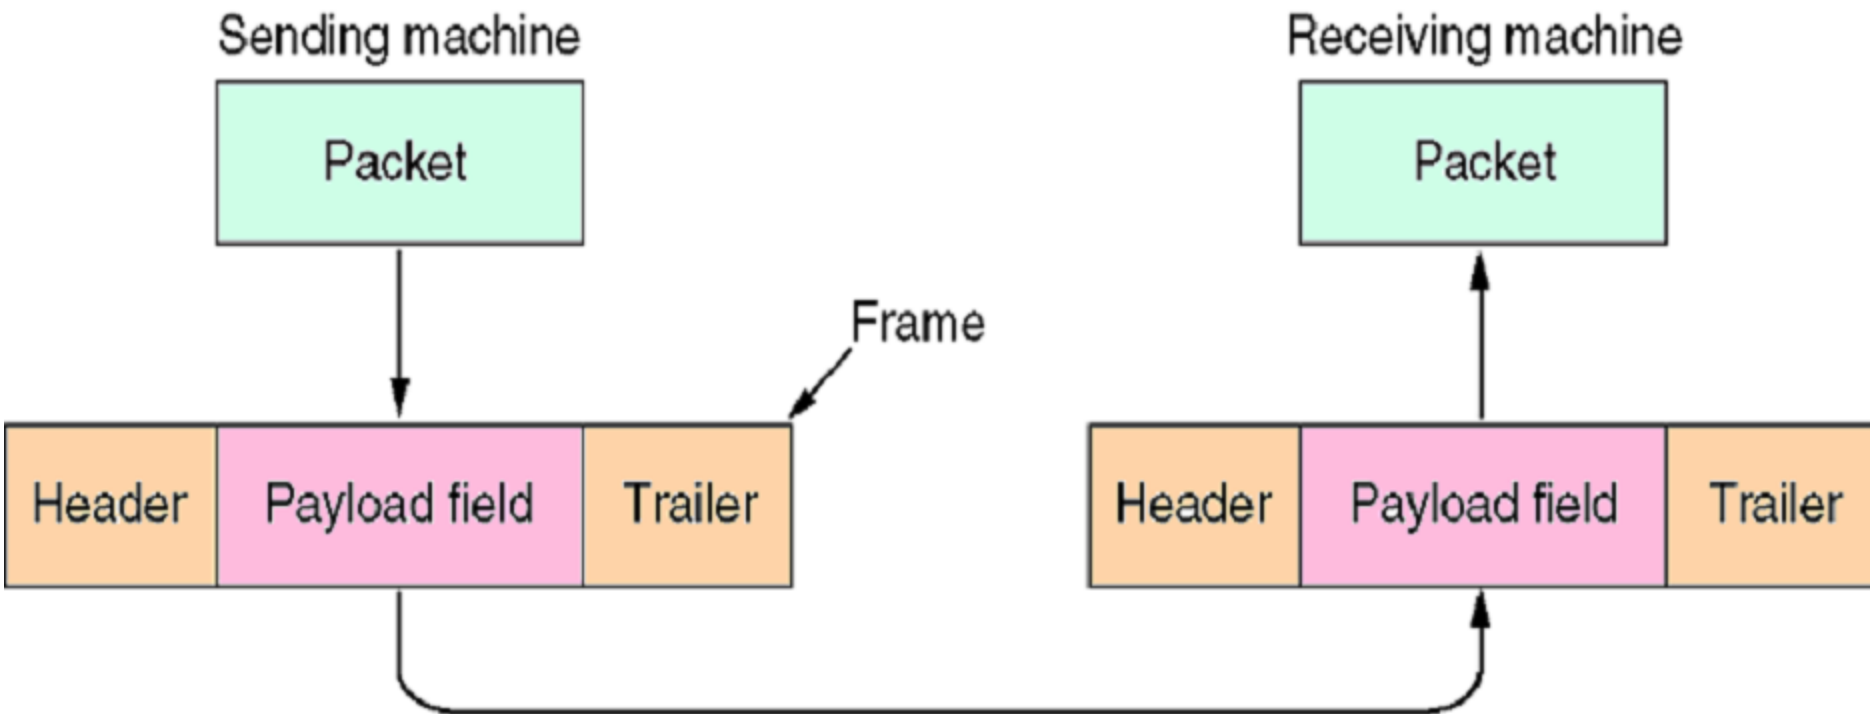 Sending machine
Receiving machine
Packet
Packet
Frame
Header
Payload field
Trailer
Header
Payload field
Trailer